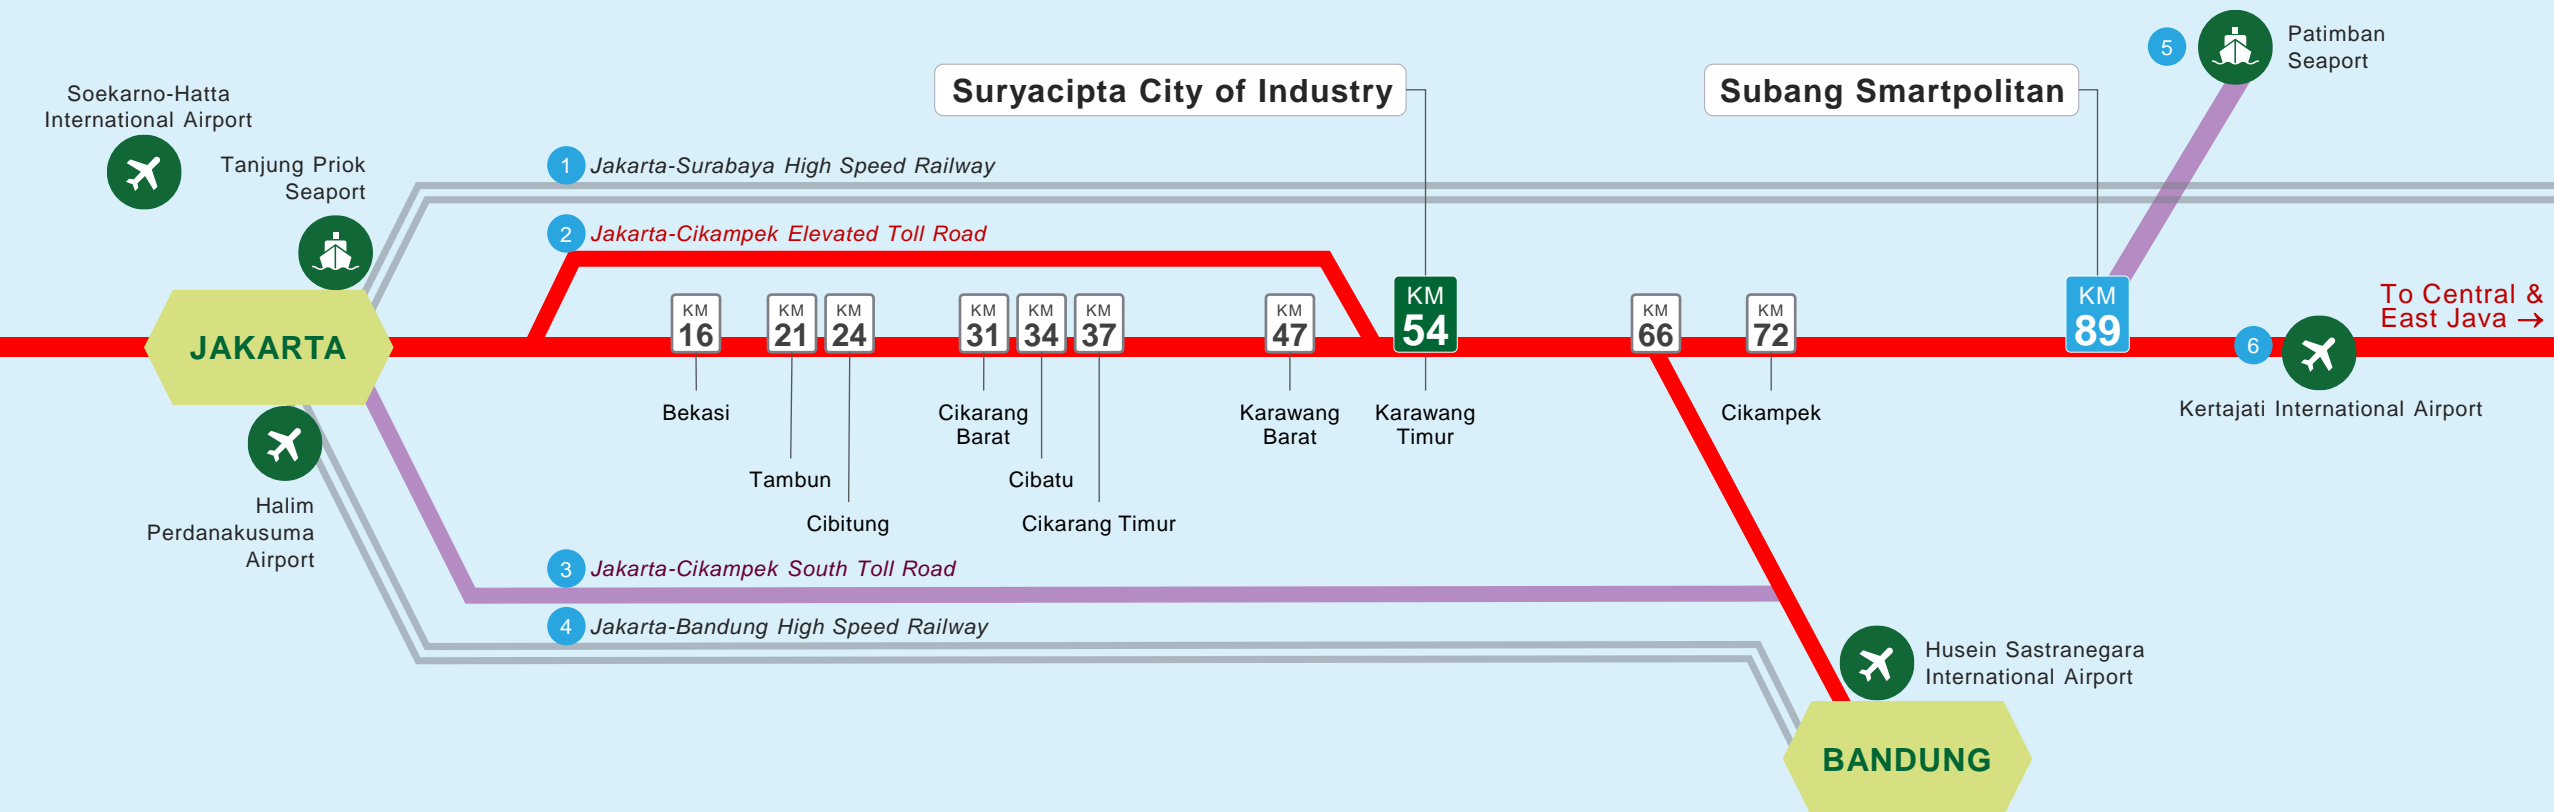 Soekarno-Hatta
International Airport
Tanjung Priok
Seaport
JAKARTA
Halim
Perdanakusuma
Airport
1 Jakarta-Surabaya High Speed Railway
2 Jakarta-Cikampek Elevated Toll Road
Suryacipta City of Industry
Subang Smartpolitan
5
Patimban
Seaport
KM
16
Bekasi
KM
21
Tambun
KM
24
Cibitung
KM
31
Cikarang
Barat
KM
34
Cibatu
KM
37
Cikarang Timur
KM
47
Karawang
Barat
KM
54
Karawang
Timur
KM
66
KM
72
Cikampek
KM
89
To Central &
East Java →
6
Kertajati International Airport
3 Jakarta-Cikampek South Toll Road
4 Jakarta-Bandung High Speed Railway
Husein Sastranegara
International Airport
BANDUNG